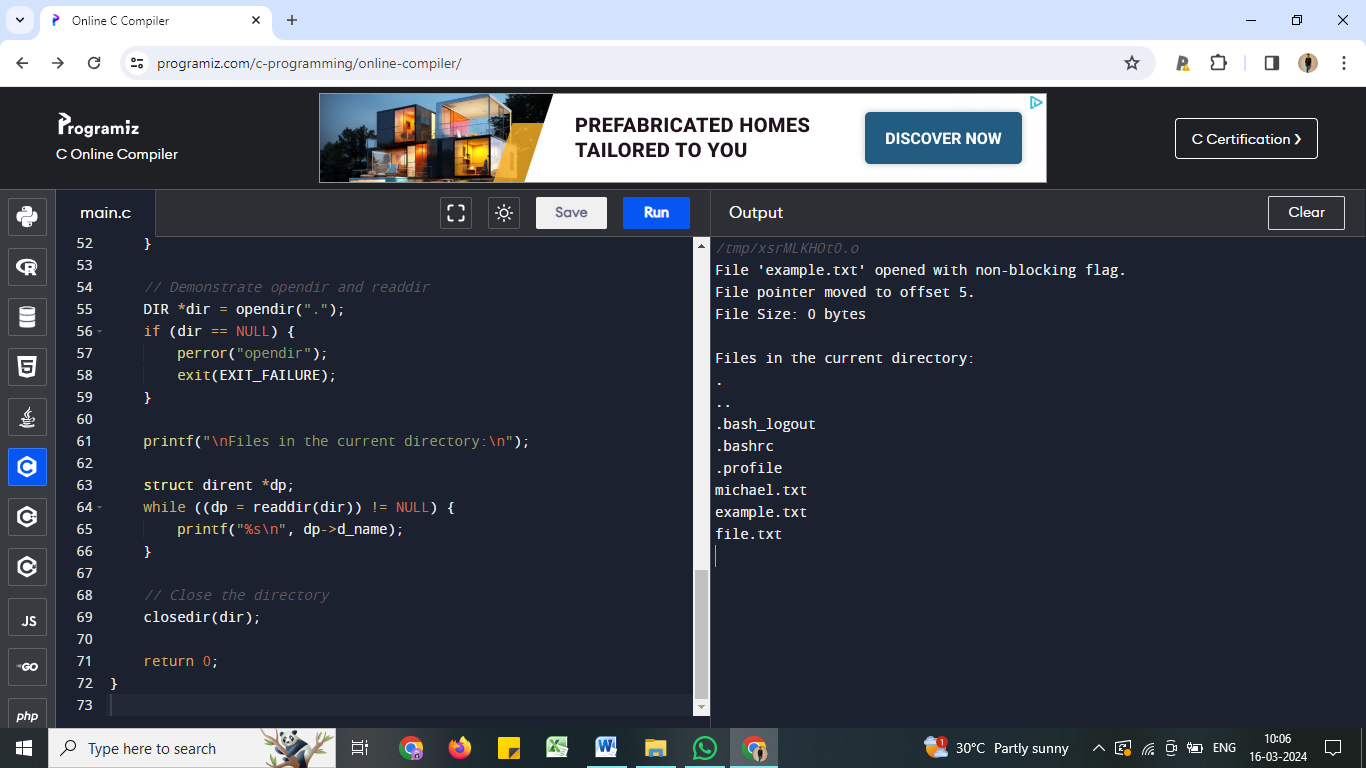 Online C Compiler
programiz.com/c-programming/online-compiler/
Programiz
C Online Compiler
PREFABRICATED HOMES
TAILORED TO YOU
DISCOVER NOW
C Certification
main.c
Save
Run
Output
Clear
52 }
53
54 // Demonstrate opendir and readdir
55 DIR *dir = opendir(".");
56 if (dir == NULL) {
57 perror("opendir");
58 exit(EXIT_FAILURE);
59 }
60
61 printf("\nFiles in the current directory:\n");
62
63 struct dirent *dp;
64 while ((dp = readdir(dir)) != NULL) {
65 printf("%s\n", dp->d_name);
66 }
67
68 // Close the directory
69 closedir(dir);
70
71 return 0;
72 }
73
/tmp/xsrMLKHOt0.o
File 'example.txt' opened with non-blocking flag.
File pointer moved to offset 5.
File Size: 0 bytes
Files in the current directory:
.
..
.bash_logout
.bashrc
.profile
michael.txt
example.txt
file.txt
JS
GO
php
Type here to search
1
30°C Partly sunny
ENG
10:06
16-03-2024